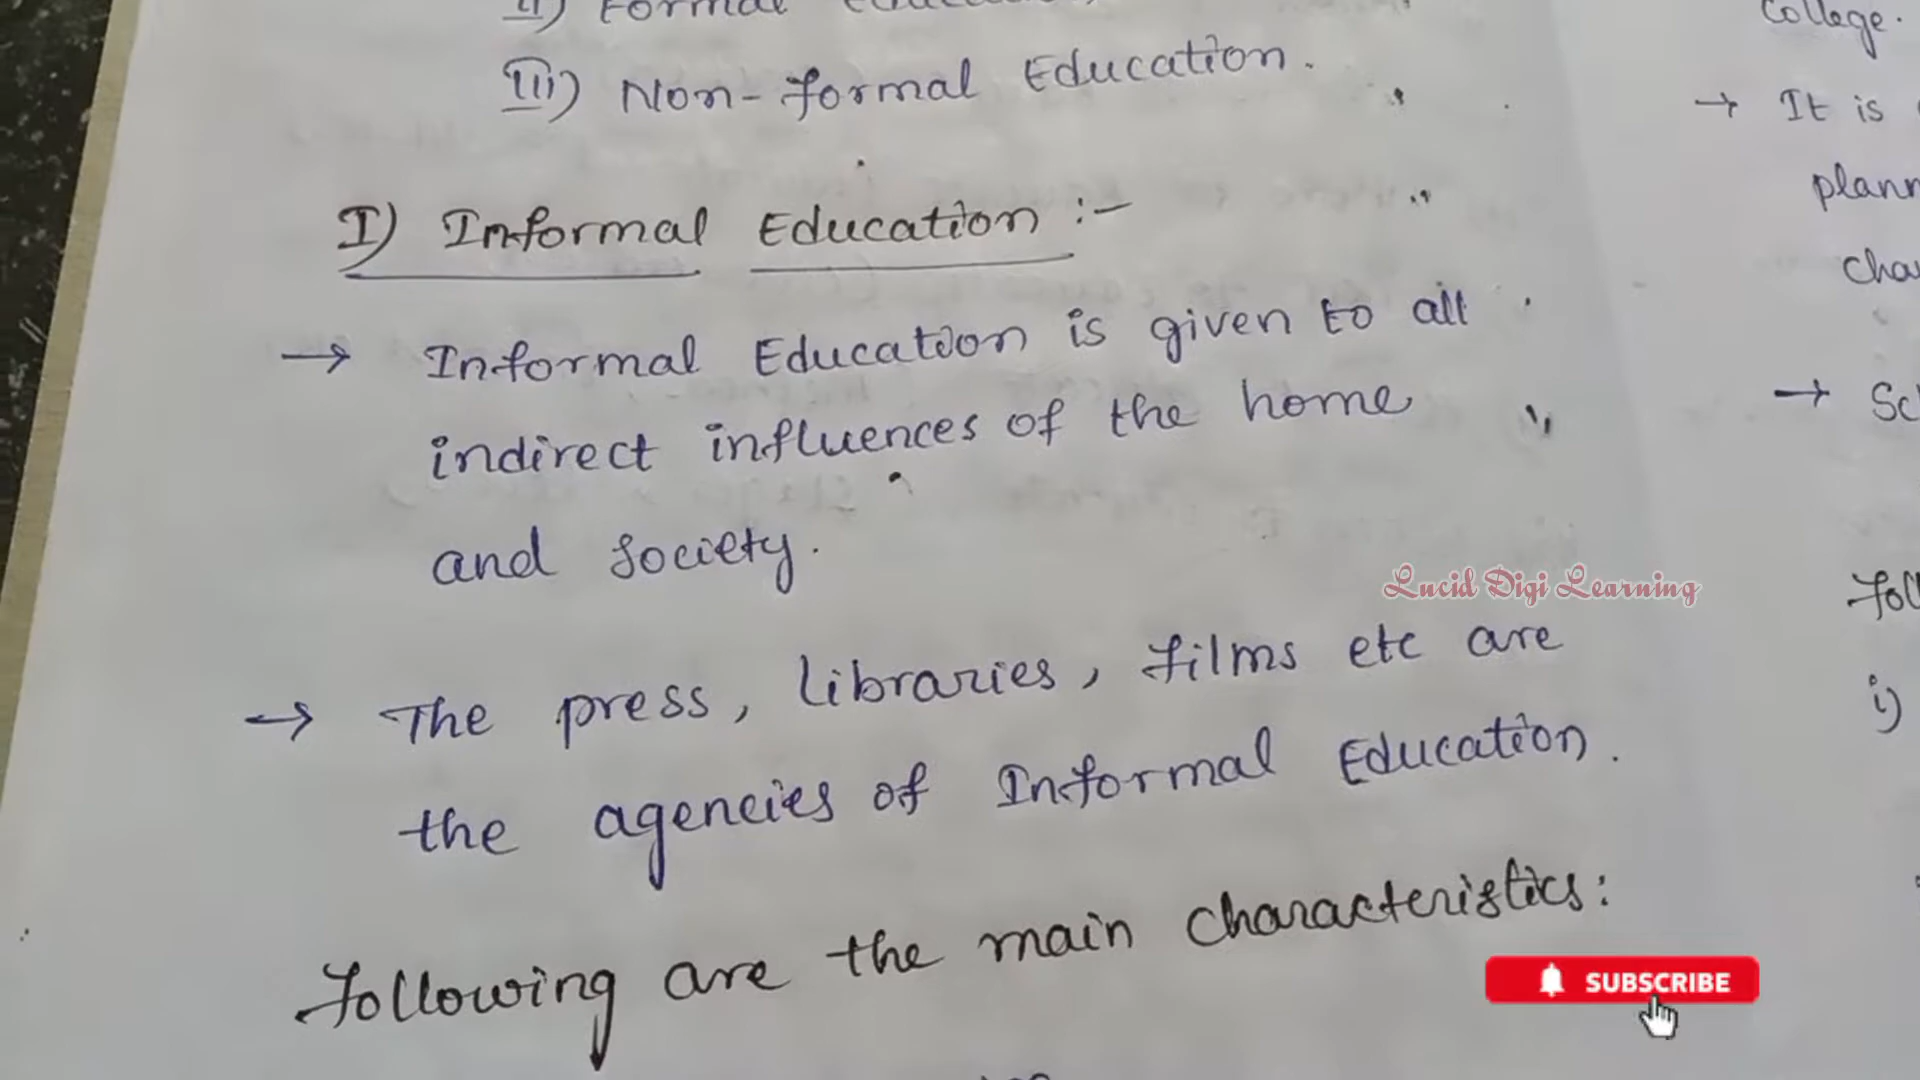 II) Formal
III) Non-formal Education.
I) Informal Education :-
→ Informal Education is given to all
indirect influences of the home
and society.
→ The press, libraries, films etc are
the agencies of Informal Education.
Following are the main characteristics:
College.
→ It is
→
i)
Lucid Digi Learning
SUBSCRIBE